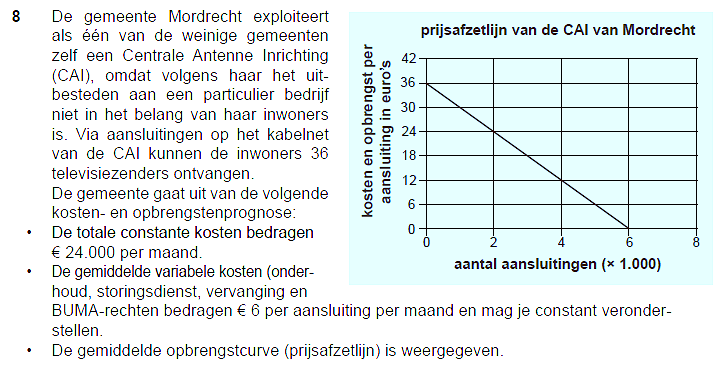 8 De gemeente Mordrecht exploiteert
als één van de weinige gemeenten
zelf een Centrale Antenne Inrichting
(CAI), omdat volgens haar het uit-
besteden aan een particulier bedrijf
niet in het belang van haar inwoners
is. Via aansluitingen op het kabelnet
van de CAI kunnen de inwoners 36
televisiezenders ontvangen.
De gemeente gaat uit van de volgende
kosten- en opbrengstenprognose:
• De totale constante kosten bedragen
€ 24.000 per maand.
• De gemiddelde variabele kosten (onder-
houd, storingsdienst, vervanging en
BUMA-rechten bedragen € 6 per aansluiting per maand en mag je constant veronder-
stellen.
• De gemiddelde opbrengstcurve (prijsafzetlijn) is weergegeven.
prijsafzetlijn van de CAI van Mordrecht
kosten en opbrengst per
aansluiting in euro's
42
36
30
24
18
12
6
0
0 2 4 6 8
aantal aansluitingen (× 1.000)